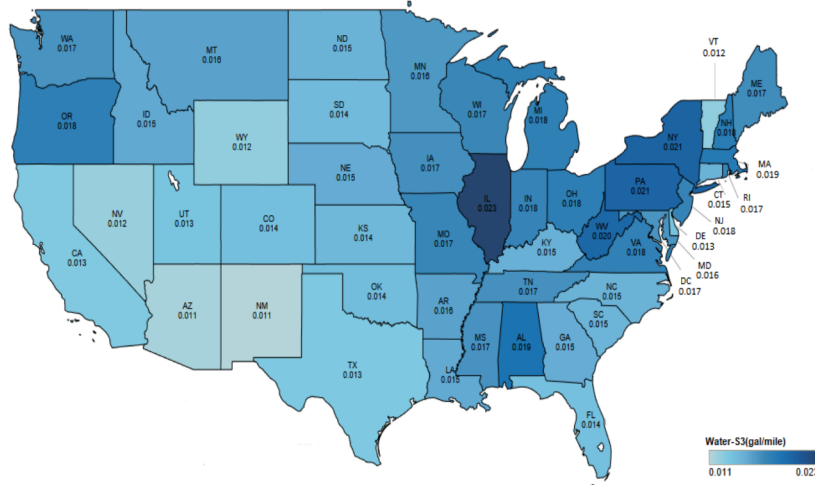 WA
0.017
MT
0.016
ND
0.015
MN
0.016
VT
0.012
ME
0.017
OR
0.018
ID
0.015
SD
0.014
WI
0.017
MI
0.018
NY
0.021
NH
0.018
WY
0.012
MA
0.019
NE
0.015
IA
0.017
PA
0.021
CT
0.015
RI
0.017
NV
0.012
UT
0.013
CO
0.014
IL
0.023
IN
0.018
OH
0.018
NJ
0.018
CA
0.013
KS
0.014
MO
0.017
WV
0.020
DE
0.013
KY
0.015
VA
0.018
MD
0.016
DC
0.017
AZ
0.011
NM
0.011
OK
0.014
AR
0.016
TN
0.017
NC
0.015
SC
0.015
MS
0.017
AL
0.019
GA
0.015
TX
0.013
LA
0.015
FL
0.014
Water-S3(gal/mile)
0.011 0.023